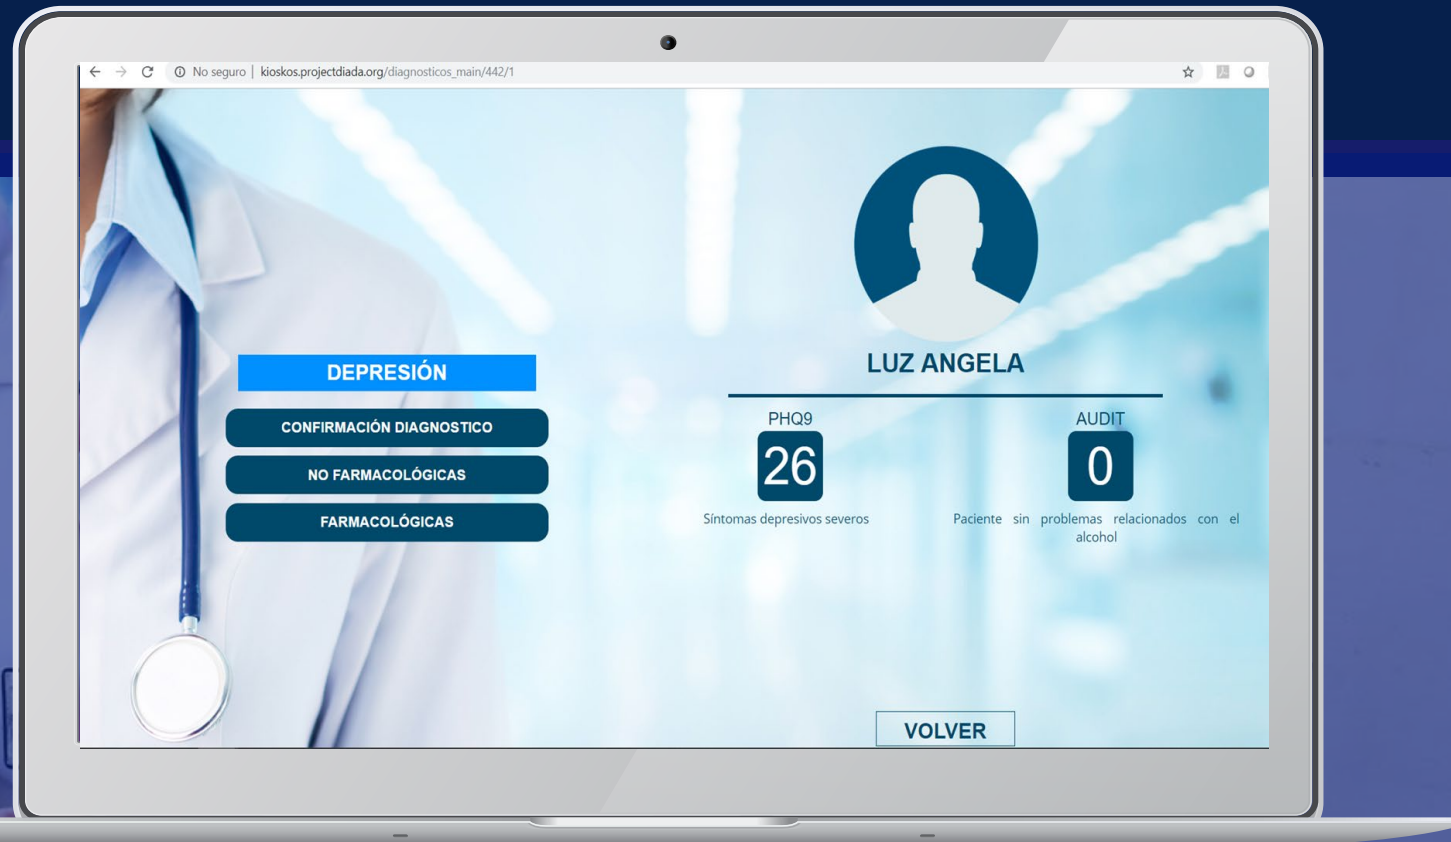 No seguro | kioskos.projectdiada.org/diagnosticos_main/442/1
DEPRESIÓN
CONFIRMACIÓN DIAGNOSTICO
NO FARMACOLÓGICAS
FARMACOLÓGICAS
LUZ ANGELA
PHQ9
26
Síntomas depresivos severos
AUDIT
0
Paciente sin problemas relacionados con el
alcohol
VOLVER